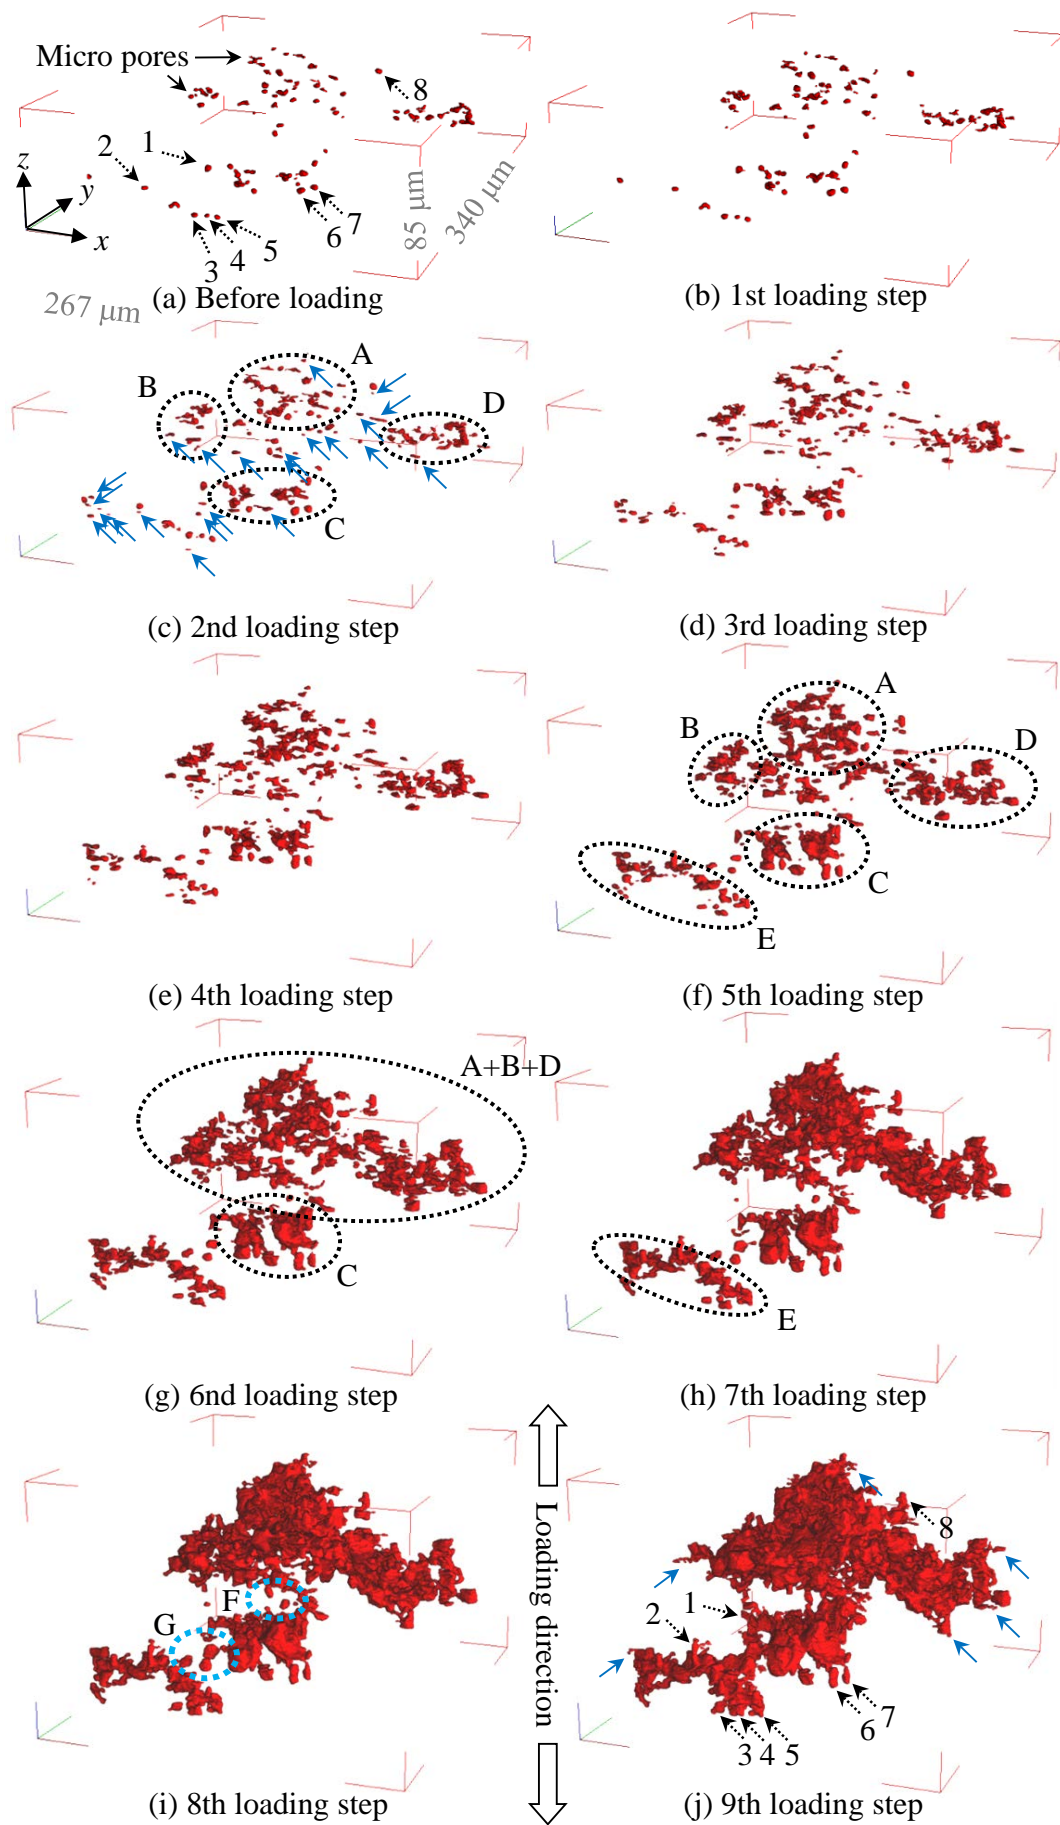 Micro pores
8
1
2
z
y
x
3
4
5
6
7
85 μm
340 μm
267 μm
(a) Before loading
(b) 1st loading step
A
B
D
C
(c) 2nd loading step
(d) 3rd loading step
(e) 4th loading step
A
B
D
C
E
(f) 5th loading step
A+B+D
C
(g) 6nd loading step
E
(h) 7th loading step
F
G
(i) 8th loading step
Loading direction
8
1
2
3
4
5
6
7
(j) 9th loading step